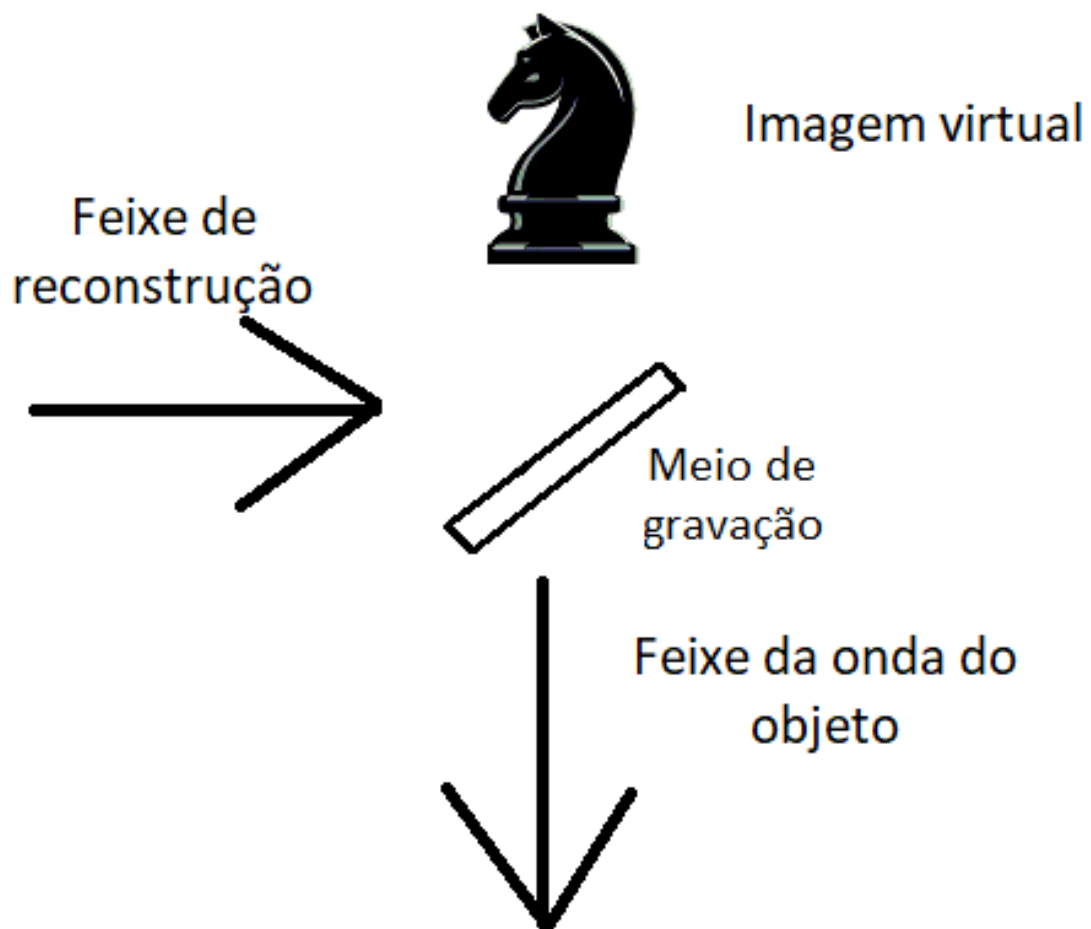 Imagem virtual
Feixe de
reconstrução
Meio de
gravação
Feixe da onda do
objeto